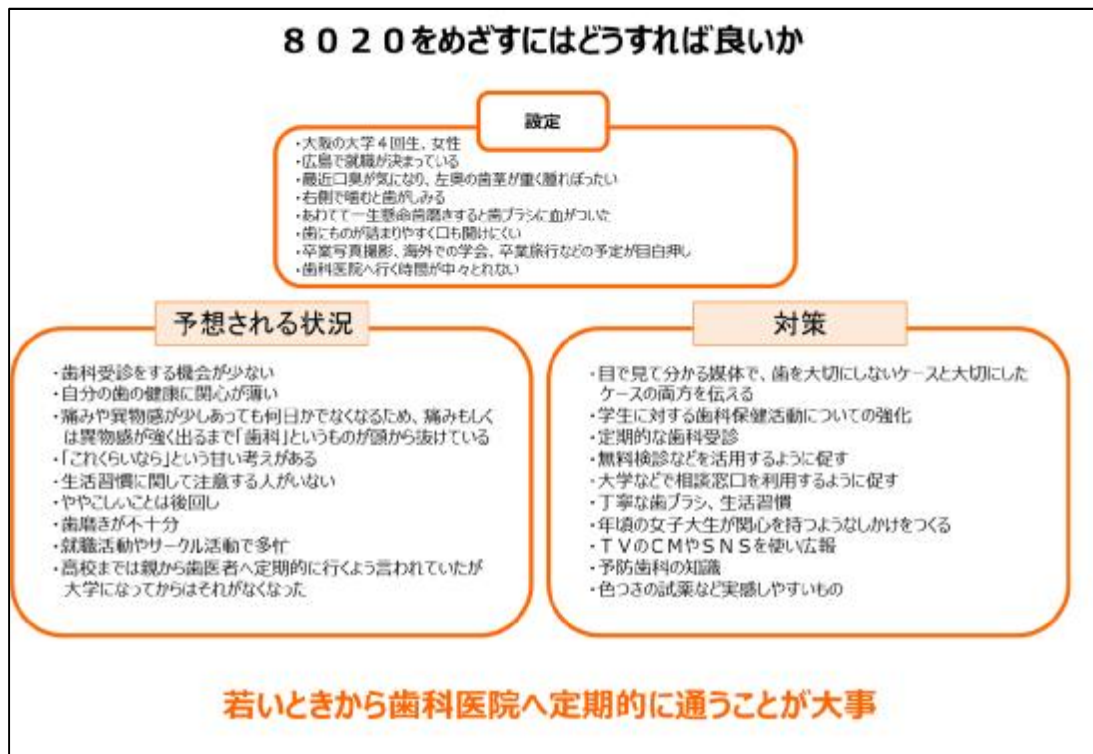 ８０２０をめざすにはどうすれば良いか
設定
・大阪の大学４回生、女性
・広島で就職が決まっている
・最近口臭が気になり、左奥の歯茎が重く腫れぼったい
・右側で噛むと歯がしみる
・あわてて一生懸命歯磨きすると歯ブラシに血がついた
・歯にものが詰まりやすく口も開けにくい
・卒業写真撮影、海外での学会、卒業旅行などの予定が目白押し
・歯科医院へ行く時間が中々とれない
予想される状況
・歯科受診をする機会が少ない
・自分の歯の健康に関心が薄い
・痛みや異物感が少しあっても何日かでなくなるため、痛みもしく
は異物感が強く出るまで「歯科」というものが頭から抜けている
・「これくらいなら」という甘い考えがある
・生活習慣に関して注意する人がいない
・ややこしいことは後回し
・歯磨きが不十分
・就職活動やサークル活動で多忙
・高校までは親から歯医者へ定期的に行くよう言われていたが
大学になってからはそれがなくなった
対策
・目で見て分かる媒体で、歯を大切にしないケースと大切にした
ケースの両方を伝える
・学生に対する歯科保健活動についての強化
・定期的な歯科受診
・無料検診などを活用するように促す
・大学などで相談窓口を利用するように促す
・丁寧な歯ブラシ、生活習慣
・年頃の女子大生が関心を持つようなしかけをつくる
・ＴＶのＣＭやＳＮＳを使い広報
・予防歯科の知識
・色つきの試薬など実感しやすいもの
若いときから歯科医院へ定期的に通うことが大事